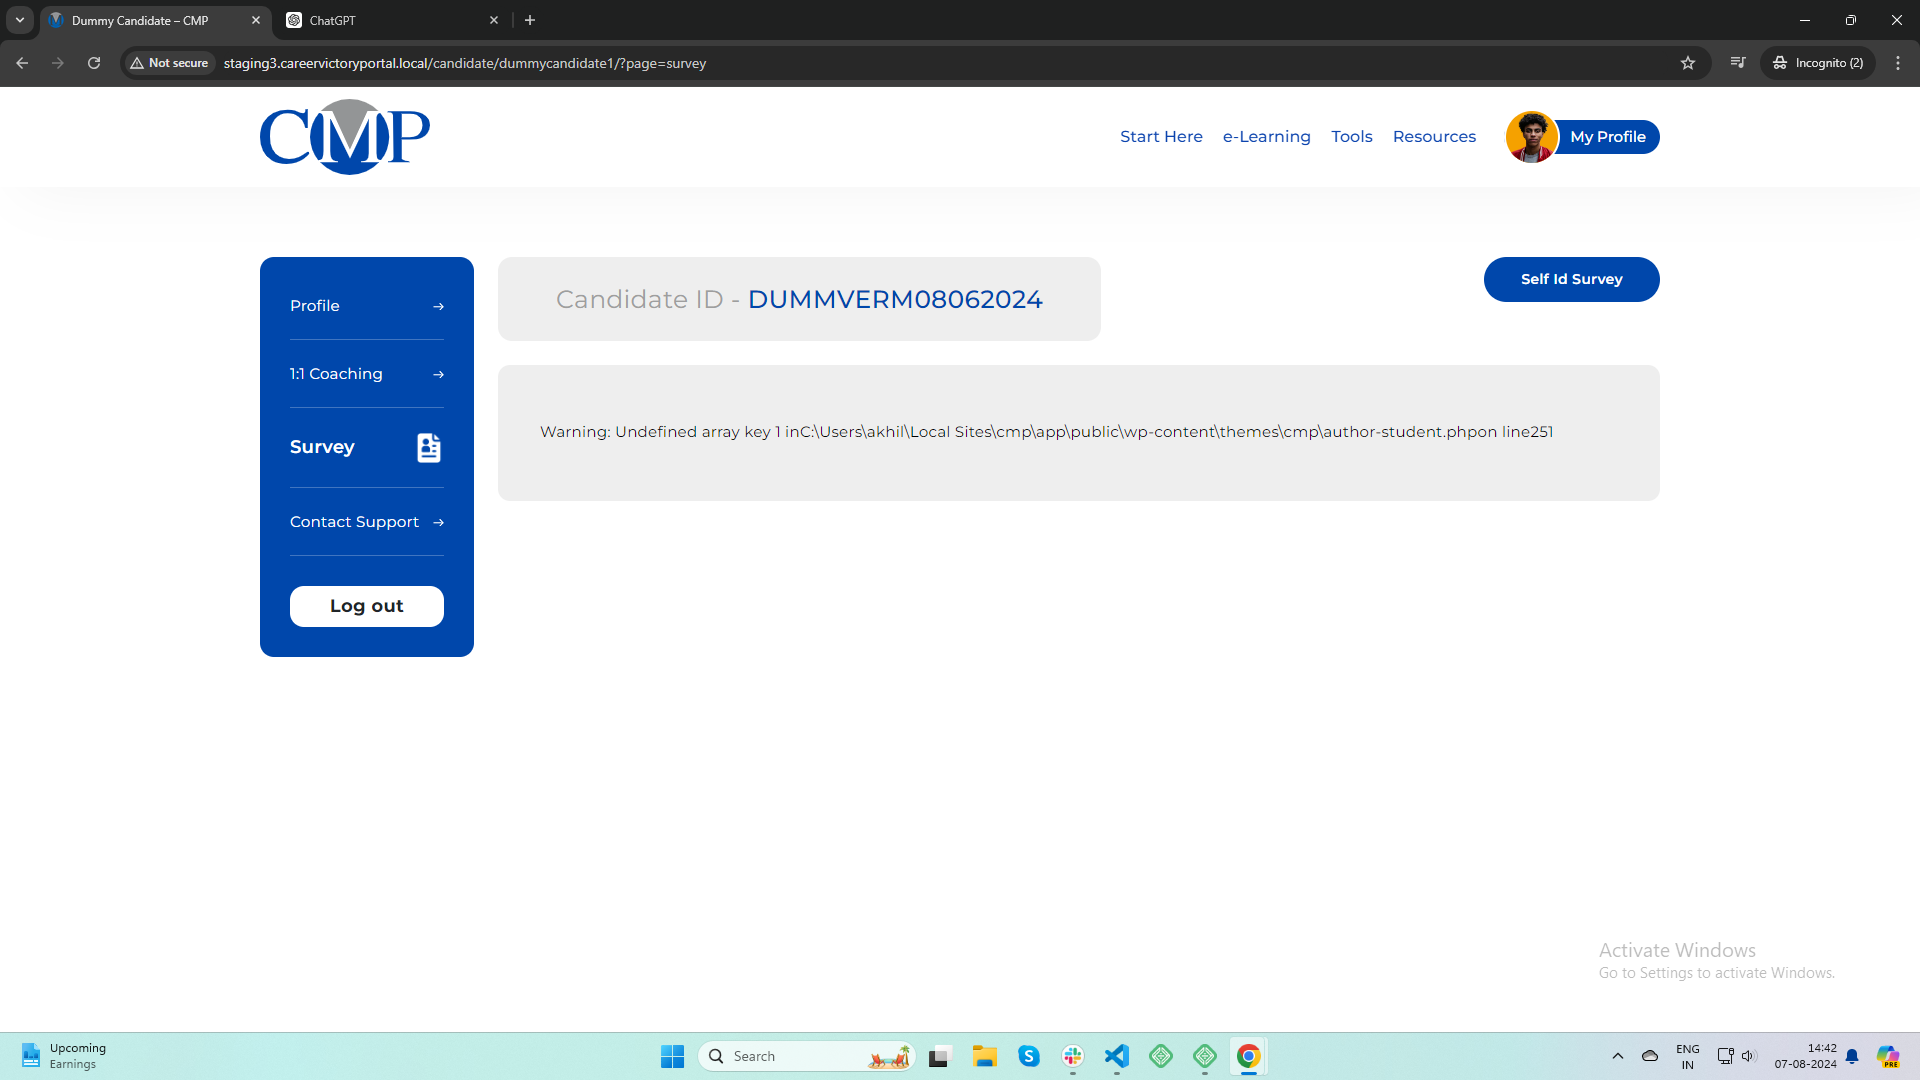 Dummy Candidate – CMP
ChatGPT
Not secure
staging3.careervictoryportal.local/candidate/dummycandidate1/?page=survey
Incognito (2)
CMP
Start Here
e-Learning
Tools
Resources
My Profile
Profile
1:1 Coaching
Survey
Contact Support
Log out
Candidate ID - DUMMVERM08062024
Self Id Survey
Warning: Undefined array key 1 inC:\Users\akhil\Local Sites\cmp\app\public\wp-content\themes\cmp\author-student.phpon line251
Activate Windows
Go to Settings to activate Windows.
Upcoming
Earnings
Search
ENG
IN
14:42
07-08-2024
PRE